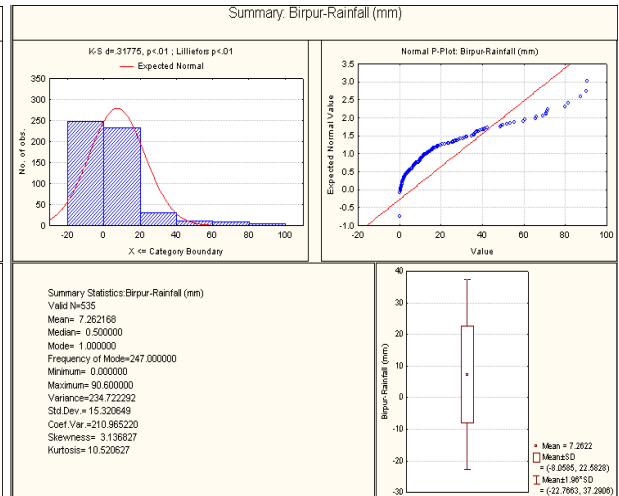 Summary: Birpur-Rainfall (mm)
K-S d=.31775, p<.01 ; Lilliefors p<.01
Expected Normal
350
300
250
200
150
100
50
0
No. of obs.
-20 0 20 40 60 80 100
X <= Category Boundary
Normal P-Plot: Birpur-Rainfall (mm)
3.5
3.0
2.5
2.0
1.5
1.0
0.5
0.0
-0.5
-1.0
Expected Normal Value
-20 0 20 40 60 80 100
Value
Summary Statistics:Birpur-Rainfall (mm)
Valid N=535
Mean= 7.262168
Median= 0.500000
Mode= 1.000000
Frequency of Mode=247.000000
Minimum= 0.000000
Maximum= 90.600000
Variance=234.722292
Std.Dev.= 15.320649
Coef.Var.=210.965220
Skewness= 3.136827
Kurtosis= 10.520627
40
30
20
10
0
-10
-20
-30
Birpur-Rainfall (mm)
Mean = 7.2622
Mean±SD
= (-8.0585, 22.5828)
Mean±1.96*SD
= (-22.7663, 37.2906)